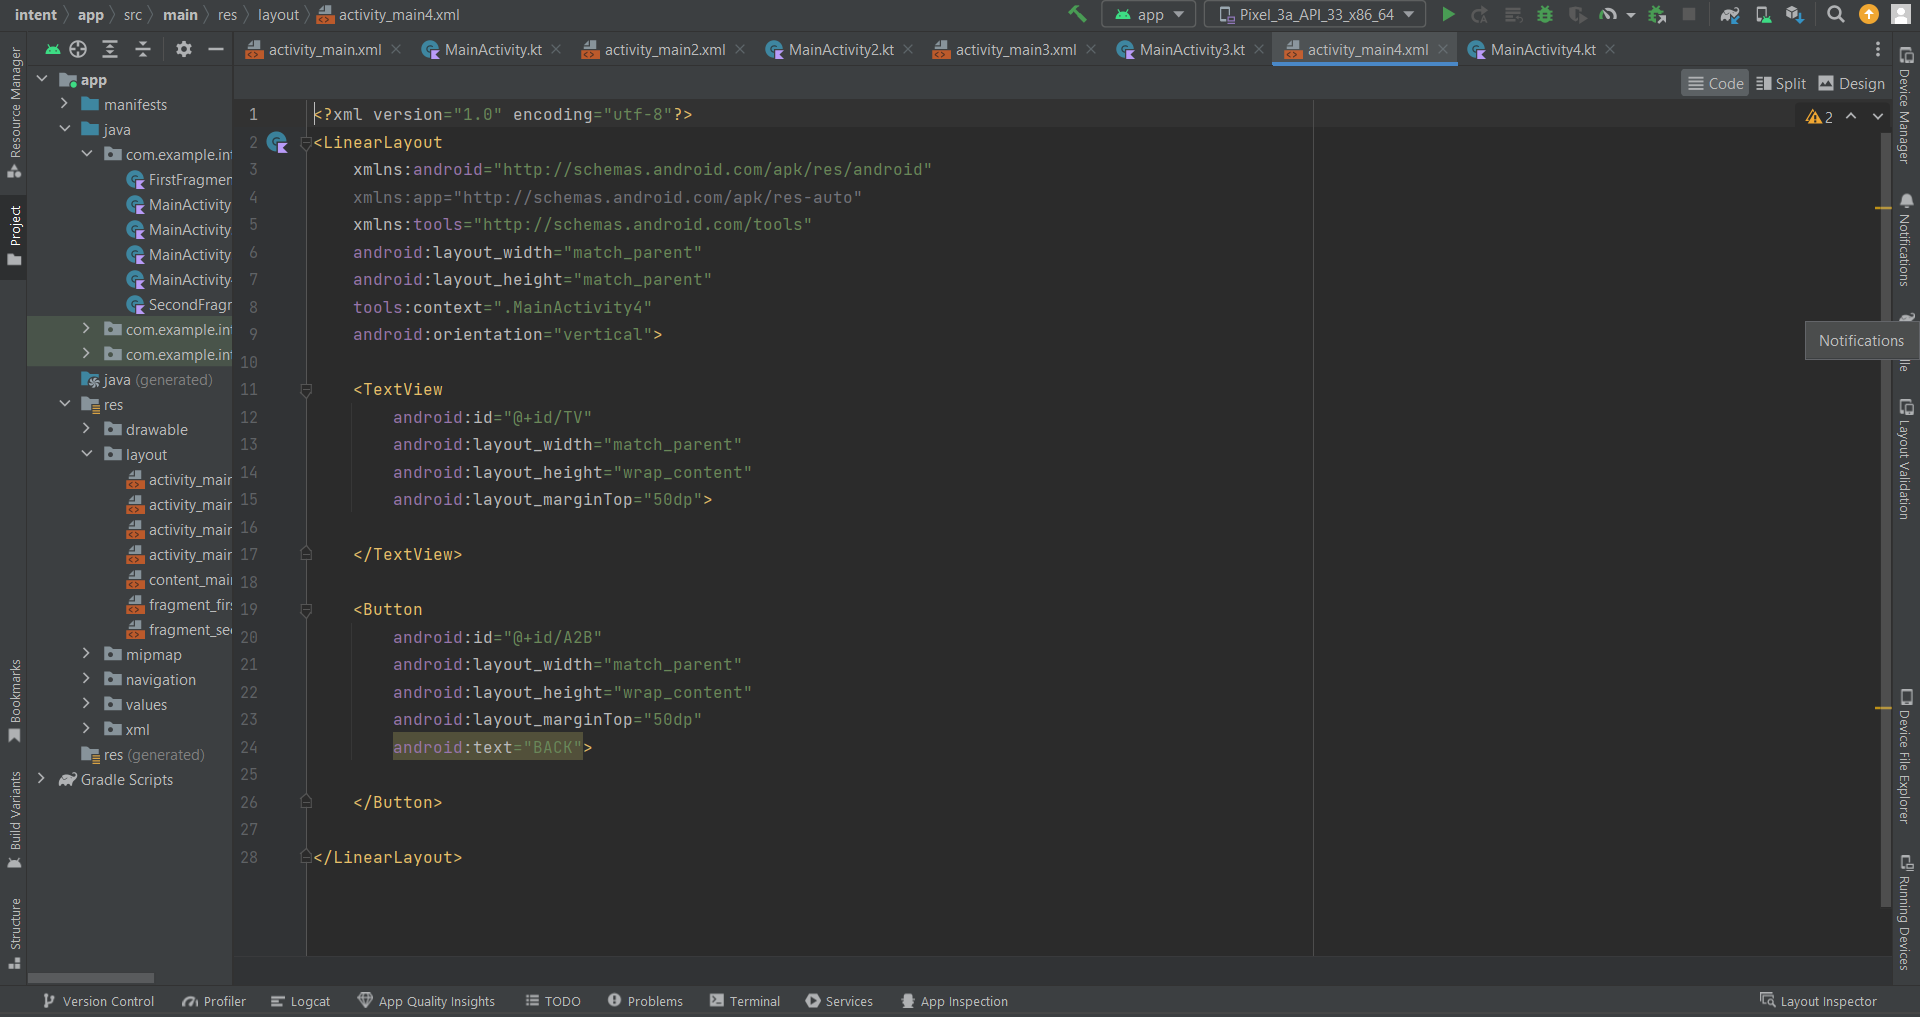 intent app src main res layout activity_main4.xml app Pixel_3a_API_33_x86_64
activity_main.xml MainActivity.kt activity_main2.xml MainActivity2.kt activity_main3.xml MainActivity3.kt activity_main4.xml MainActivity4.kt
Code Split Design
Resource Manager
Project
Bookmarks
Build Variants
Structure
app
manifests
java
com.example.int
FirstFragmen
MainActivity
MainActivity
MainActivity
MainActivity
SecondFragr
com.example.int
com.example.int
java (generated)
res
drawable
layout
activity_mair
activity_mair
activity_mair
activity_mair
content_mai
fragment_firs
fragment_sec
mipmap
navigation
values
xml
res (generated)
Gradle Scripts
1 <?xml version="1.0" encoding="utf-8"?>
2 <LinearLayout
3 xmlns:android="http://schemas.android.com/apk/res/android"
4 xmlns:app="http://schemas.android.com/apk/res-auto"
5 xmlns:tools="http://schemas.android.com/tools"
6 android:layout_width="match_parent"
7 android:layout_height="match_parent"
8 tools:context=".MainActivity4"
9 android:orientation="vertical">
10
11 <TextView
12 android:id="@+id/TV"
13 android:layout_width="match_parent"
14 android:layout_height="wrap_content"
15 android:layout_marginTop="50dp">
16
17 </TextView>
18
19 <Button
20 android:id="@+id/A2B"
21 android:layout_width="match_parent"
22 android:layout_height="wrap_content"
23 android:layout_marginTop="50dp"
24 android:text="BACK">
25
26 </Button>
27
28 </LinearLayout>
2
Device Manager
Notifications
Notifications
Layout Validation
Device File Explorer
Running Devices
Version Control Profiler Logcat App Quality Insights TODO Problems Terminal Services App Inspection Layout Inspector